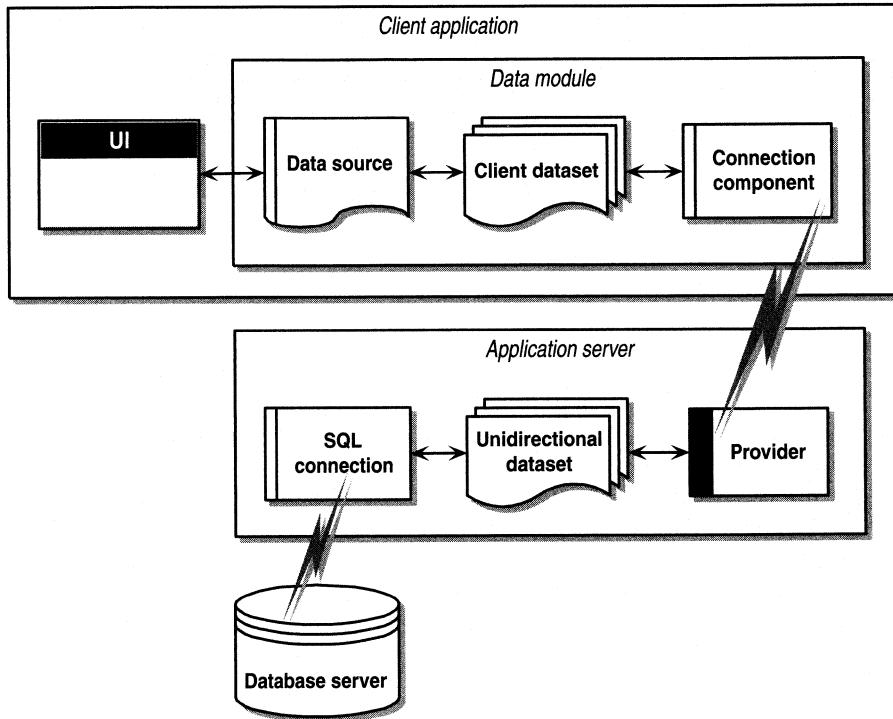 Client application
Data module
UI
Data source
Client dataset
Connection
component
Application server
SQL
connection
Unidirectional
dataset
Provider
Database server